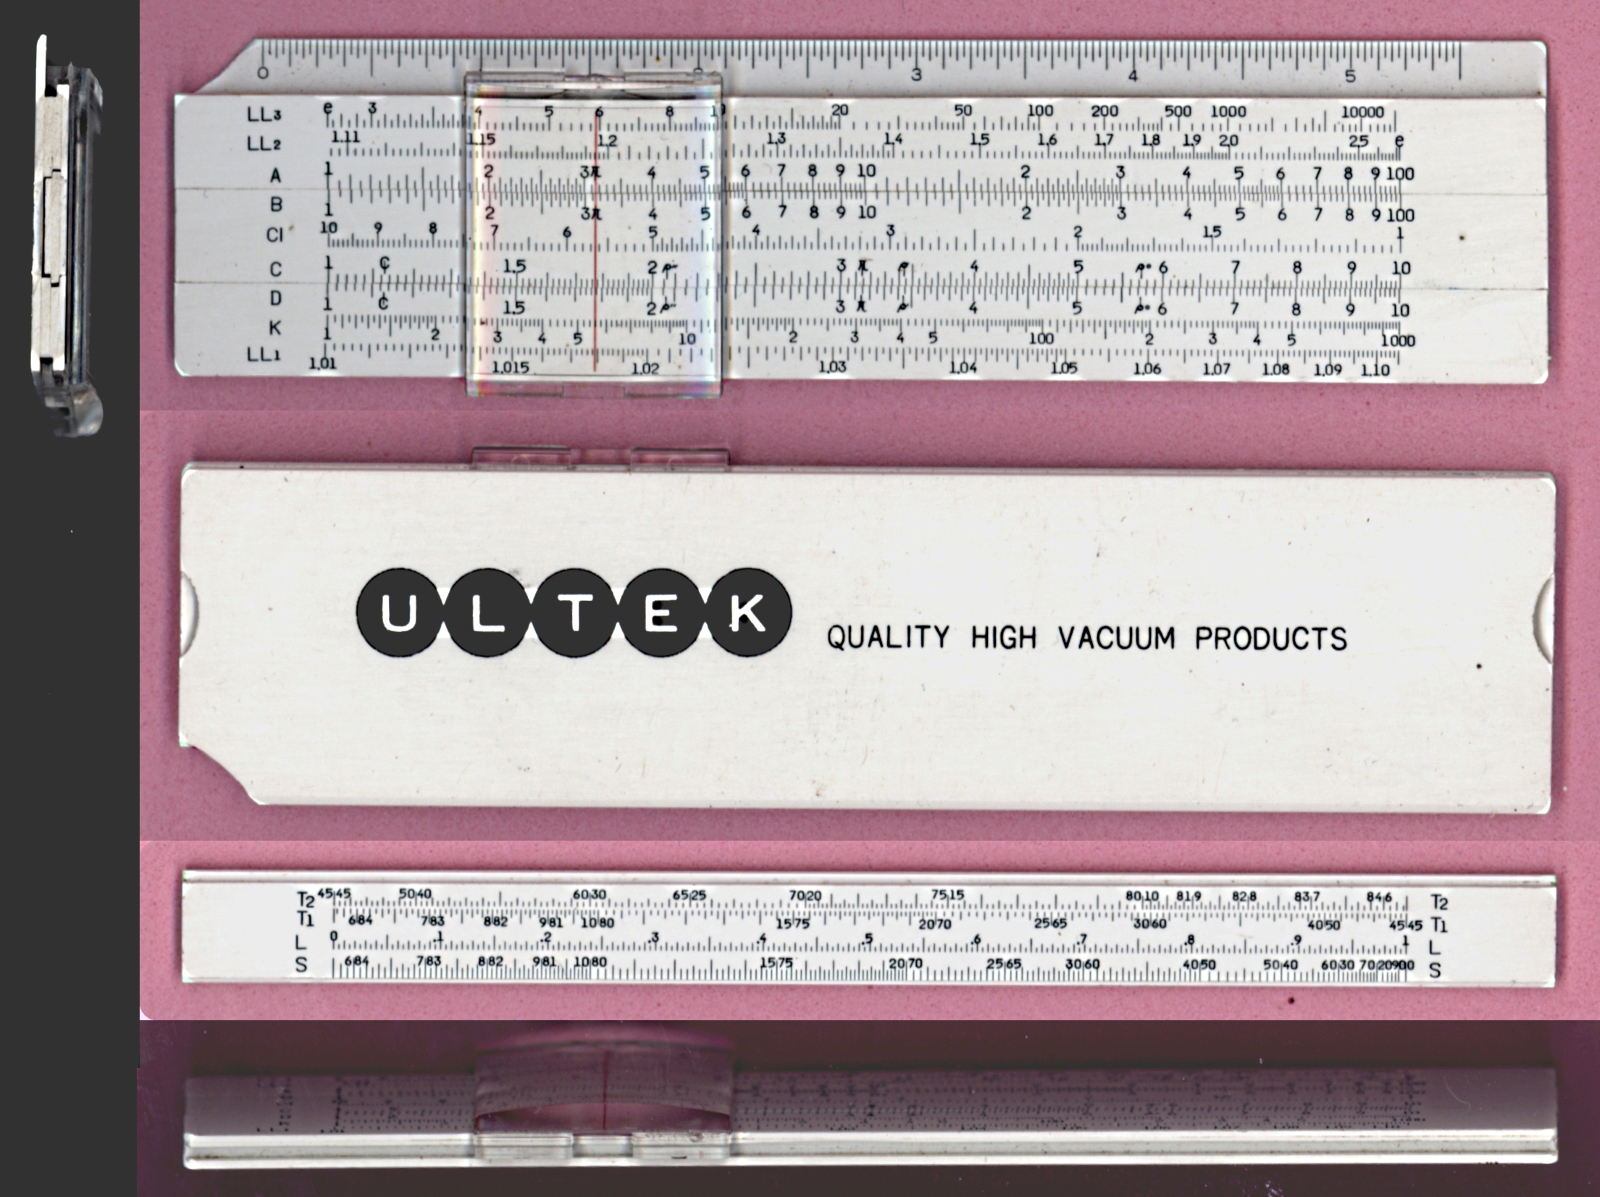 0 3 4 5
LL3 e 3 4 5 6 8 10 20 50 100 200 500 1000 10000
LL2 1.11 1.15 1.2 1.3 1.4 1.5 1.6 1.7 1.8 1.9 2.0 2.5 e
A 1 2 3 π 4 5 6 7 8 9 10 2 3 4 5 6 7 8 9 100
B 1 2 3 π 4 5 6 7 8 9 10 2 3 4 5 6 7 8 9 100
CI 10 9 8 7 6 5 4 3 2 1.5 1
C 1 C 1.5 2 3 π 4 5 6 7 8 9 10
D 1 C 1.5 2 3 π 4 5 6 7 8 9 10
K 1 2 3 4 5 10 2 3 4 5 100 2 3 4 5 1000
LL1 1.01 1.015 1.02 1.03 1.04 1.05 1.06 1.07 1.08 1.09 1.10
ULTEK
QUALITY HIGH VACUUM PRODUCTS
T2 45|45 50|40 60|30 65|25 70|20 75|15 80|10 81|9 82|8 83|7 84|6 T2
T1 6|84 7|83 8|82 9|81 10|80 15|75 20|70 25|65 30|60 40|50 45|45 T1
L 0 .1 .2 .3 .4 .5 .6 .7 .8 .9 1 L
S 6|84 7|83 8|82 9|81 10|80 15|75 20|70 25|65 30|60 40|50 50|40 60|30 70|20 90|0 S